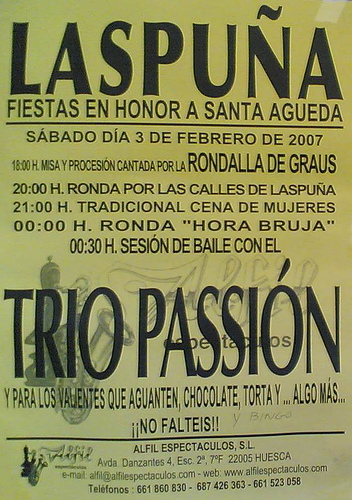 LASPUÑA
FIESTAS EN HONOR A SANTA AGUEDA
SÁBADO DÍA 3 DE FEBRERO DE 2007
18:00 H. MISA Y PROCESIÓN CANTADA POR LA RONDALLA DE GRAUS
20:00 H. RONDA POR LAS CALLES DE LASPUÑA
21:00 H. TRADICIONAL CENA DE MUJERES
00:00 H. RONDA "HORA BRUJA"
00:30 H. SESIÓN DE BAILE CON EL
Alfil
TRIO PASSIÓN
espectaculos
Y PARA LOS VALIENTES QUE AGUANTEN, CHOCOLATE, TORTA Y ... ALGO MÁS...
Y BINGO
¡¡NO FALTEIS!!
ALFIL ESPECTACULOS, S.L.
Alfil
espectaculos
Avda. Danzantes 4, Esc. 2ª, 7ºF 22005 HUESCA
e-mail: alfil@alfilespectaculos.com - web: www.alfilespectaculos.com
Teléfonos : 661 860 830 - 687 426 363 - 661 523 058